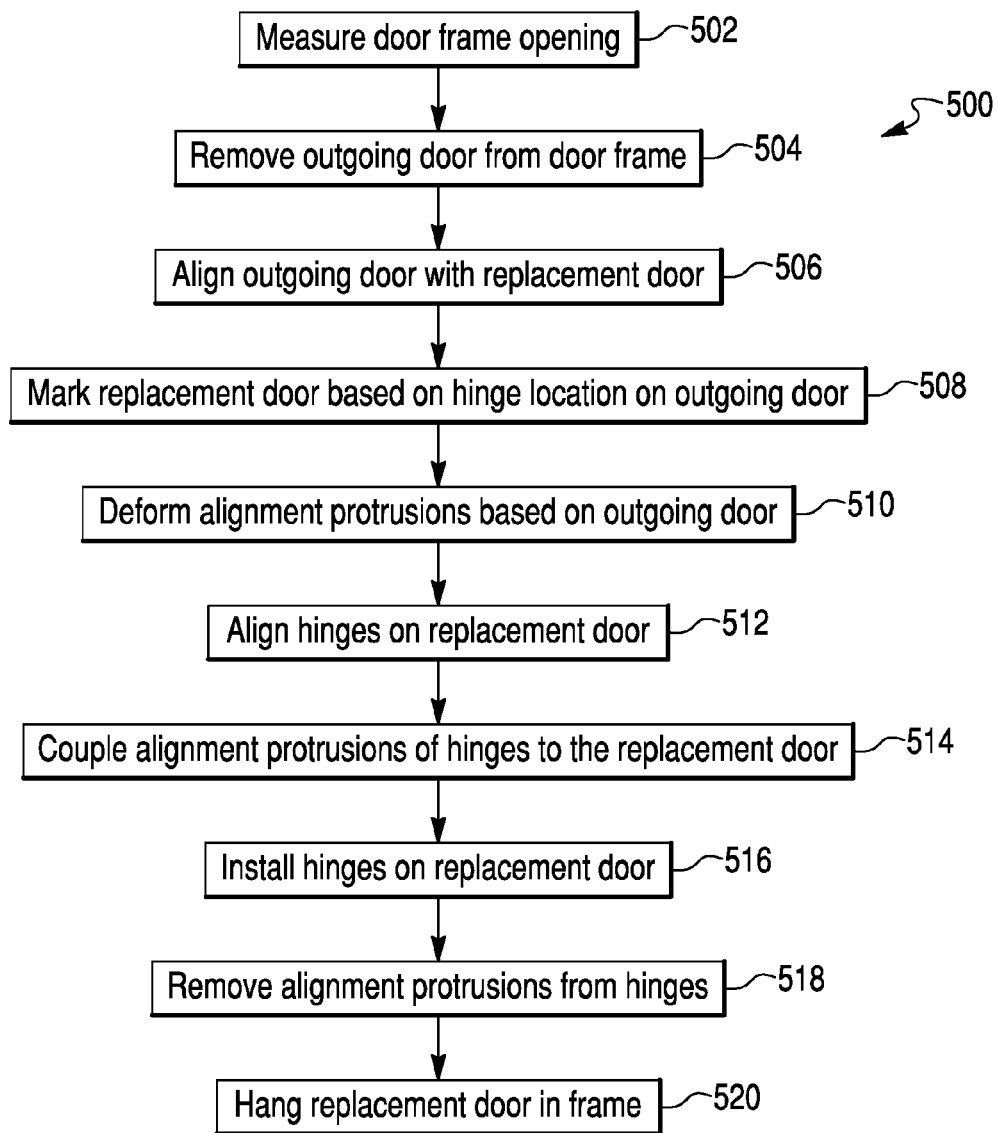 Measure door frame opening 502
500
Remove outgoing door from door frame 504
Align outgoing door with replacement door 506
Mark replacement door based on hinge location on outgoing door 508
Deform alignment protrusions based on outgoing door 510
Align hinges on replacement door 512
Couple alignment protrusions of hinges to the replacement door 514
Install hinges on replacement door 516
Remove alignment protrusions from hinges 518
Hang replacement door in frame 520